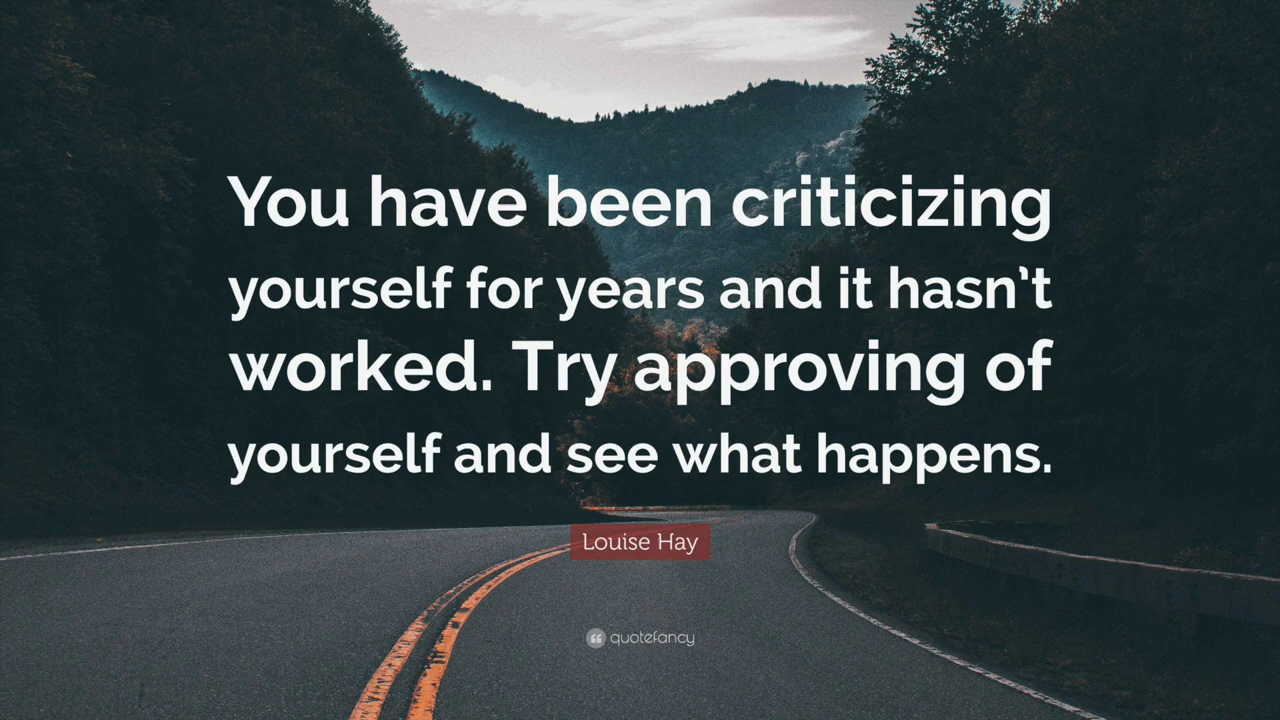 You have been criticizing
yourself for years and it hasn’t
worked. Try approving of
yourself and see what happens.
Louise Hay
quotefancy